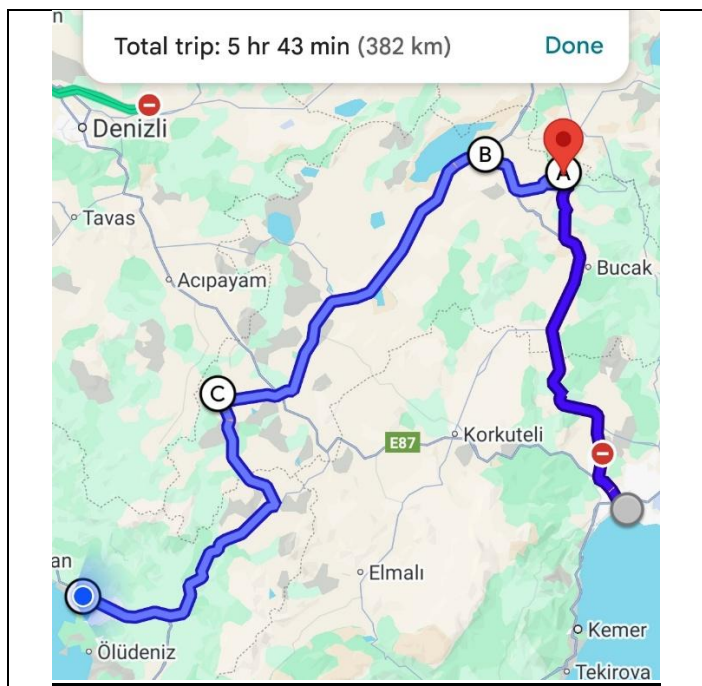 n
Total trip: 5 hr 43 min (382 km) Done
Denizli
B
A
Tavas
Bucak
Acıpayam
C
E87
Korkuteli
an
Elmalı
Ölüdeniz
Kemer
Tekirova